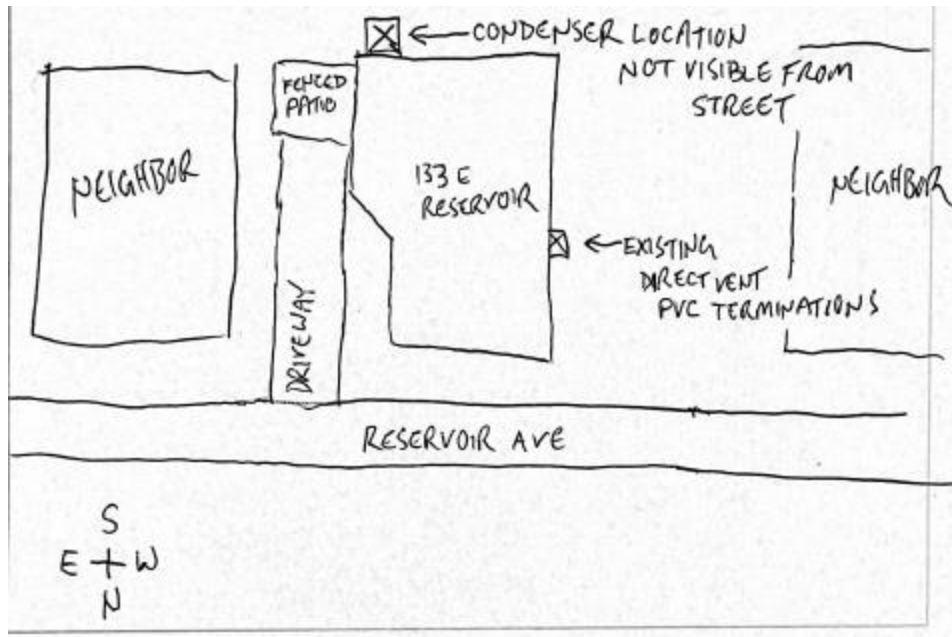 CONDENSER LOCATION
NOT VISIBLE FROM
STREET
FENCED
PATIO
NEIGHBOR
133 E
RESERVOIR
NEIGHBOR
EXISTING
DIRECT VENT
PVC TERMINATIONS
DRIVEWAY
RESERVOIR AVE
S
E W
N